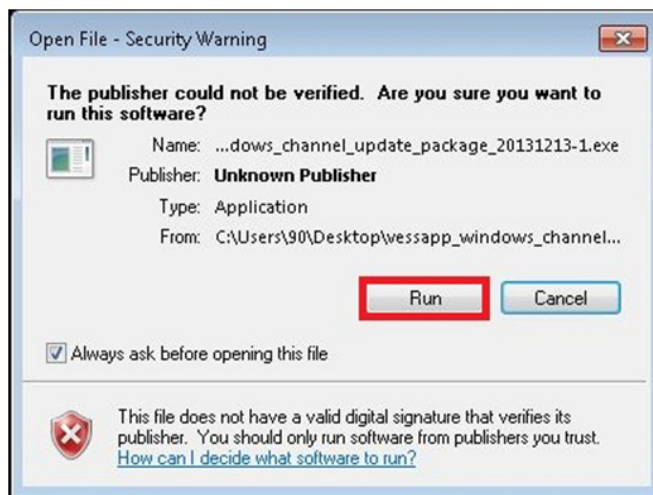 Open File - Security Warning
The publisher could not be verified. Are you sure you want to
run this software?
Name: ...dows_channel_update_package_20131213-1.exe
Publisher: Unknown Publisher
Type: Application
From: C:\Users\90\Desktop\vessapp_windows_channel...
Run
Cancel
Always ask before opening this file
This file does not have a valid digital signature that verifies its
publisher. You should only run software from publishers you trust.
How can I decide what software to run?